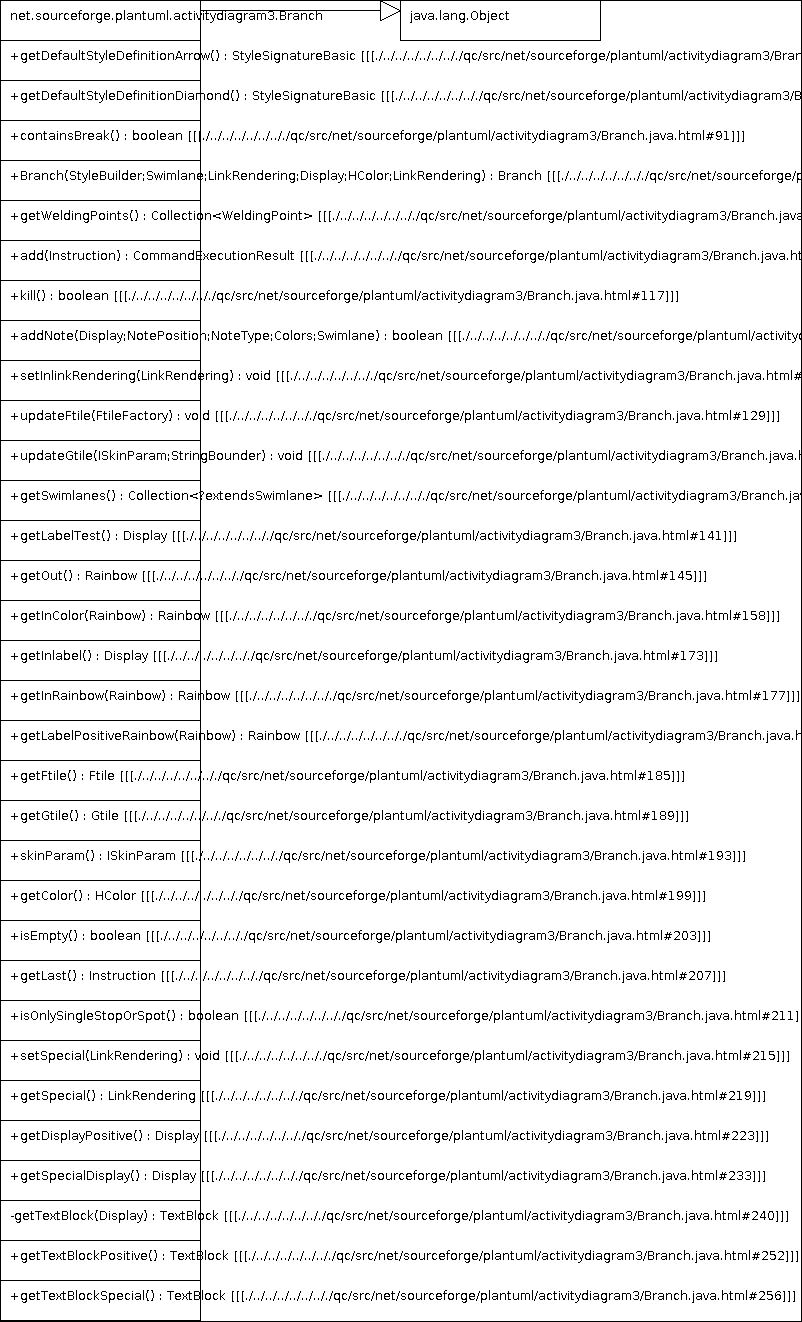 net.sourceforge.plantuml.activitydiagram3.Branch
java.lang.Object
+getDefaultStyleDefinitionArrow() : StyleSignatureBasic [[[./../../../../../../../qc/src/net/sourceforge/plantuml/activitydiagram3/Bran
+getDefaultStyleDefinitionDiamond() : StyleSignatureBasic [[[./../../../../../../../qc/src/net/sourceforge/plantuml/activitydiagram3/B
+containsBreak() : boolean [[[./../../../../../../../qc/src/net/sourceforge/plantuml/activitydiagram3/Branch.java.html#91]]]
+Branch(StyleBuilder;Swimlane;LinkRendering;Display;HColor;LinkRendering) : Branch [[[./../../../../../../../qc/src/net/sourceforge/p
+getWeldingPoints() : Collection<WeldingPoint> [[[./../../../../../../../qc/src/net/sourceforge/plantuml/activitydiagram3/Branch.java
+add(Instruction) : CommandExecutionResult [[[./../../../../../../../qc/src/net/sourceforge/plantuml/activitydiagram3/Branch.java.ht
+kill() : boolean [[[./../../../../../../../qc/src/net/sourceforge/plantuml/activitydiagram3/Branch.java.html#117]]]
+addNote(Display;NotePosition;NoteType;Colors;Swimlane) : boolean [[[./../../../../../../../qc/src/net/sourceforge/plantuml/activity
+setInlinkRendering(LinkRendering) : void [[[./../../../../../../../qc/src/net/sourceforge/plantuml/activitydiagram3/Branch.java.html#
+updateFtile(FtileFactory) : void [[[./../../../../../../../qc/src/net/sourceforge/plantuml/activitydiagram3/Branch.java.html#129]]]
+updateGtile(ISkinParam;StringBounder) : void [[[./../../../../../../../qc/src/net/sourceforge/plantuml/activitydiagram3/Branch.java.h
+getSwimlanes() : Collection<?extendsSwimlane> [[[./../../../../../../../qc/src/net/sourceforge/plantuml/activitydiagram3/Branch.ja
+getLabelTest() : Display [[[./../../../../../../../qc/src/net/sourceforge/plantuml/activitydiagram3/Branch.java.html#141]]]
+getOut() : Rainbow [[[./../../../../../../../qc/src/net/sourceforge/plantuml/activitydiagram3/Branch.java.html#145]]]
+getInColor(Rainbow) : Rainbow [[[./../../../../../../../qc/src/net/sourceforge/plantuml/activitydiagram3/Branch.java.html#158]]]
+getInlabel() : Display [[[./../../../../../../../qc/src/net/sourceforge/plantuml/activitydiagram3/Branch.java.html#173]]]
+getInRainbow(Rainbow) : Rainbow [[[./../../../../../../../qc/src/net/sourceforge/plantuml/activitydiagram3/Branch.java.html#177]]]
+getLabelPositiveRainbow(Rainbow) : Rainbow [[[./../../../../../../../qc/src/net/sourceforge/plantuml/activitydiagram3/Branch.java.h
+getFtile() : Ftile [[[./../../../../../../../qc/src/net/sourceforge/plantuml/activitydiagram3/Branch.java.html#185]]]
+getGtile() : Gtile [[[./../../../../../../../qc/src/net/sourceforge/plantuml/activitydiagram3/Branch.java.html#189]]]
+skinParam() : ISkinParam [[[./../../../../../../../qc/src/net/sourceforge/plantuml/activitydiagram3/Branch.java.html#193]]]
+getColor() : HColor [[[./../../../../../../../qc/src/net/sourceforge/plantuml/activitydiagram3/Branch.java.html#199]]]
+isEmpty() : boolean [[[./../../../../../../../qc/src/net/sourceforge/plantuml/activitydiagram3/Branch.java.html#203]]]
+getLast() : Instruction [[[./../../../../../../../qc/src/net/sourceforge/plantuml/activitydiagram3/Branch.java.html#207]]]
+isOnlySingleStopOrSpot() : boolean [[[./../../../../../../../qc/src/net/sourceforge/plantuml/activitydiagram3/Branch.java.html#211]
+setSpecial(LinkRendering) : void [[[./../../../../../../../qc/src/net/sourceforge/plantuml/activitydiagram3/Branch.java.html#215]]]
+getSpecial() : LinkRendering [[[./../../../../../../../qc/src/net/sourceforge/plantuml/activitydiagram3/Branch.java.html#219]]]
+getDisplayPositive() : Display [[[./../../../../../../../qc/src/net/sourceforge/plantuml/activitydiagram3/Branch.java.html#223]]]
+getSpecialDisplay() : Display [[[./../../../../../../../qc/src/net/sourceforge/plantuml/activitydiagram3/Branch.java.html#233]]]
-getTextBlock(Display) : TextBlock [[[./../../../../../../../qc/src/net/sourceforge/plantuml/activitydiagram3/Branch.java.html#240]]]
+getTextBlockPositive() : TextBlock [[[./../../../../../../../qc/src/net/sourceforge/plantuml/activitydiagram3/Branch.java.html#252]]]
+getTextBlockSpecial() : TextBlock [[[./../../../../../../../qc/src/net/sourceforge/plantuml/activitydiagram3/Branch.java.html#256]]]